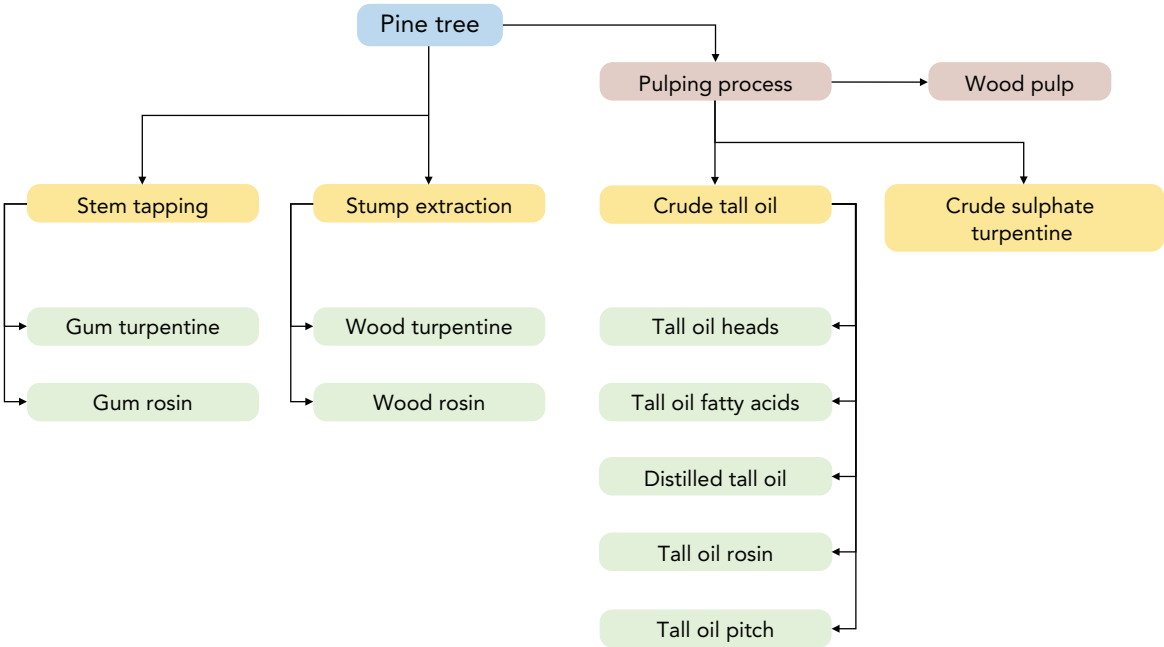 Pine tree
Pulping process
Wood pulp
Stem tapping
Stump extraction
Crude tall oil
Crude sulphate
turpentine
Gum turpentine
Wood turpentine
Tall oil heads
Gum rosin
Wood rosin
Tall oil fatty acids
Distilled tall oil
Tall oil rosin
Tall oil pitch